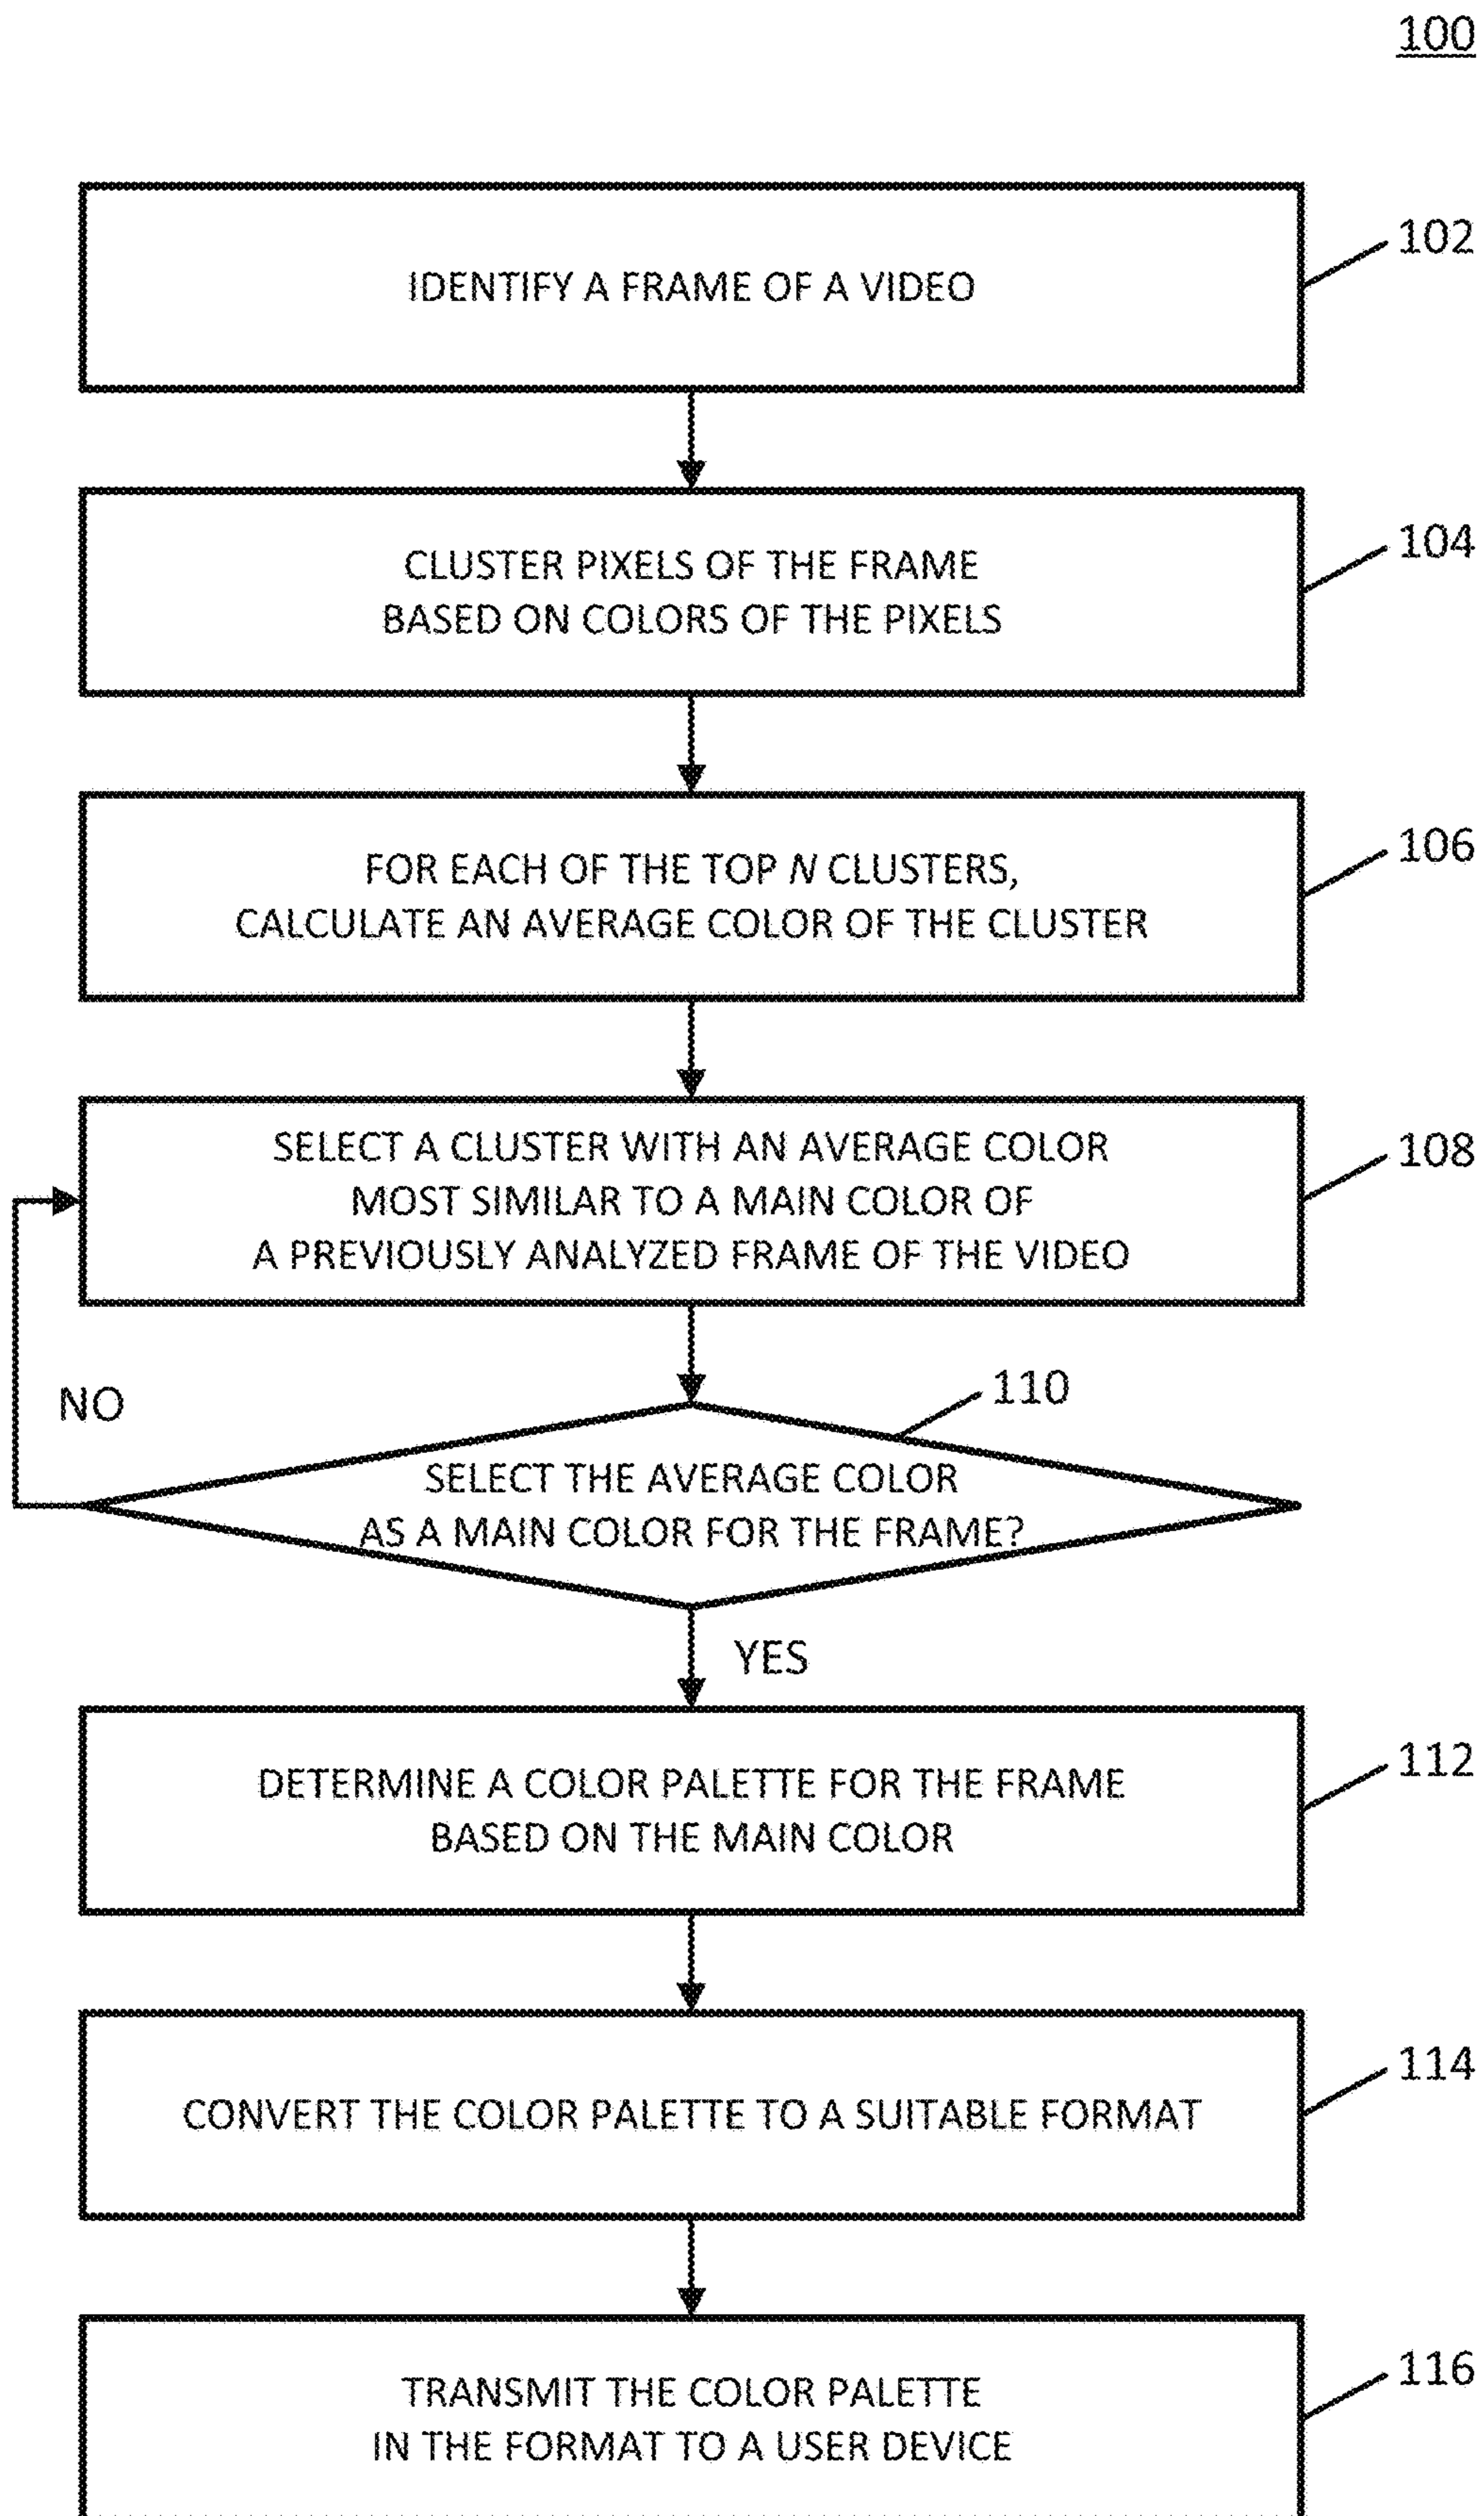 100
IDENTIFY A FRAME OF A VIDEO
102
CLUSTER PIXELS OF THE FRAME
BASED ON COLORS OF THE PIXELS
104
FOR EACH OF THE TOP N CLUSTERS,
CALCULATE AN AVERAGE COLOR OF THE CLUSTER
106
SELECT A CLUSTER WITH AN AVERAGE COLOR
MOST SIMILAR TO A MAIN COLOR OF
A PREVIOUSLY ANALYZED FRAME OF THE VIDEO
108
NO
110
SELECT THE AVERAGE COLOR
AS A MAIN COLOR FOR THE FRAME?
YES
DETERMINE A COLOR PALETTE FOR THE FRAME
BASED ON THE MAIN COLOR
112
CONVERT THE COLOR PALETTE TO A SUITABLE FORMAT
114
TRANSMIT THE COLOR PALETTE
IN THE FORMAT TO A USER DEVICE
116